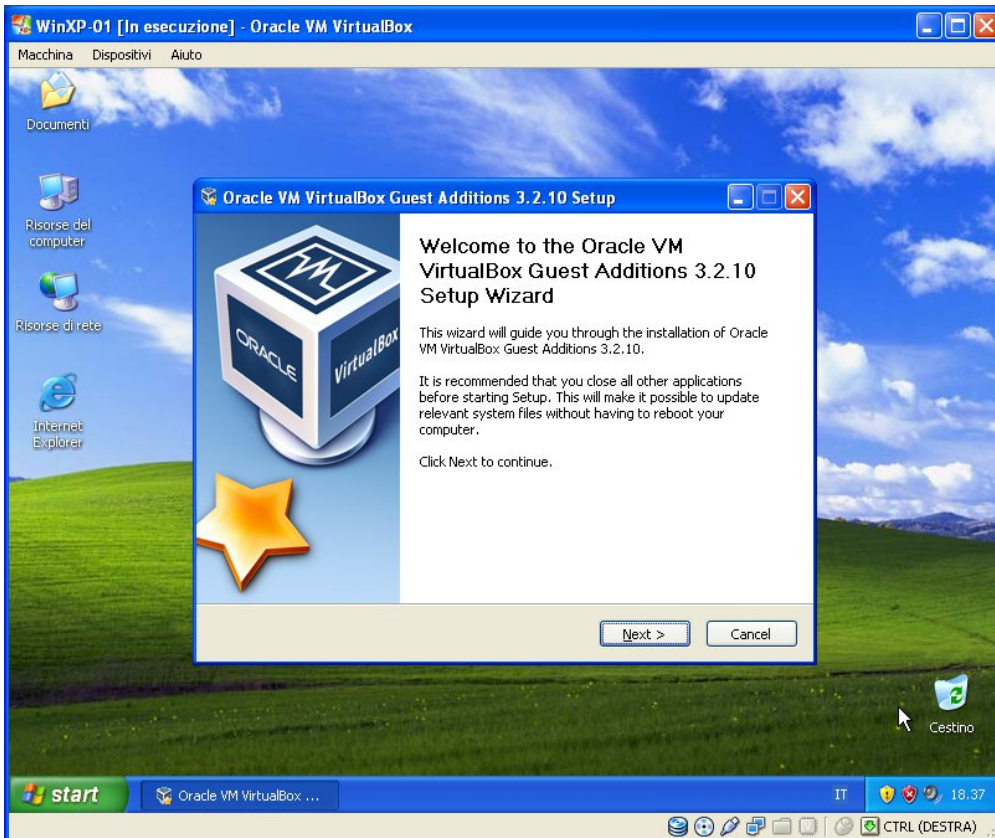 WinXP-01 [In esecuzione] - Oracle VM VirtualBox
Macchina Dispositivi Aiuto
Documenti
Risorse del
computer
Risorse di rete
Internet
Explorer
Oracle VM VirtualBox Guest Additions 3.2.10 Setup
ORACLE
VirtualBox
Welcome to the Oracle VM
VirtualBox Guest Additions 3.2.10
Setup Wizard
This wizard will guide you through the installation of Oracle
VM VirtualBox Guest Additions 3.2.10.
It is recommended that you close all other applications
before starting Setup. This will make it possible to update
relevant system files without having to reboot your
computer.
Click Next to continue.
Next >
Cancel
Cestino
start
Oracle VM VirtualBox ...
IT
18.37
CTRL (DESTRA)